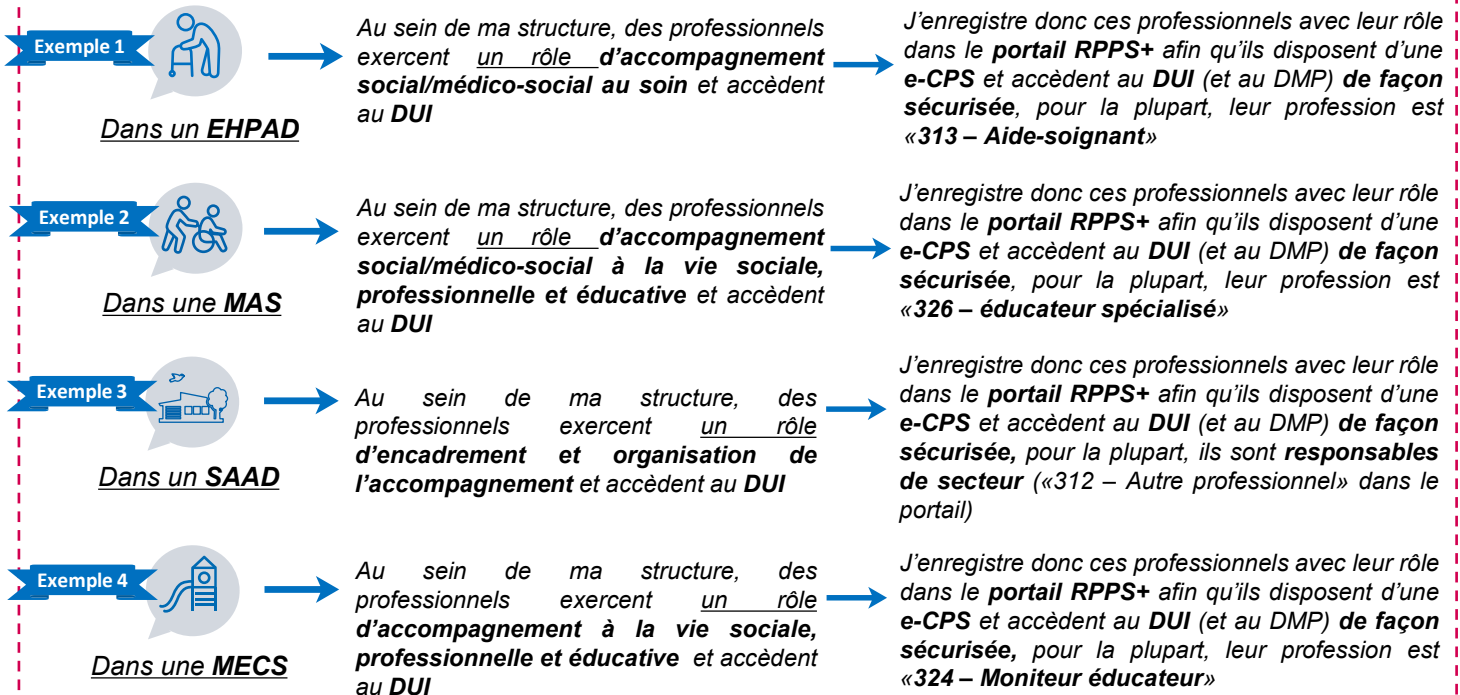 Exemple 1
Dans un EHPAD
Au sein de ma structure, des professionnels
exercent un rôle d'accompagnement
social/médico-social au soin et accèdent
au DUI
J'enregistre donc ces professionnels avec leur rôle
dans le portail RPPS+ afin qu'ils disposent d'une
e-CPS et accèdent au DUI (et au DMP) de façon
sécurisée, pour la plupart, leur profession est
«313 – Aide-soignant»
Exemple 2
Dans une MAS
Au sein de ma structure, des professionnels
exercent un rôle d'accompagnement
social/médico-social à la vie sociale,
professionnelle et éducative et accèdent
au DUI
J'enregistre donc ces professionnels avec leur rôle
dans le portail RPPS+ afin qu'ils disposent d'une
e-CPS et accèdent au DUI (et au DMP) de façon
sécurisée, pour la plupart, leur profession est
«326 – éducateur spécialisé»
Exemple 3
Dans un SAAD
Au sein de ma structure, des
professionnels exercent un rôle
d'encadrement et organisation de
l'accompagnement et accèdent au DUI
J'enregistre donc ces professionnels avec leur rôle
dans le portail RPPS+ afin qu'ils disposent d'une
e-CPS et accèdent au DUI (et au DMP) de façon
sécurisée, pour la plupart, ils sont responsables
de secteur («312 – Autre professionnel» dans le
portail)
Exemple 4
Dans une MECS
Au sein de ma structure, des
professionnels exercent un rôle
d'accompagnement à la vie sociale,
professionnelle et éducative et accèdent
au DUI
J'enregistre donc ces professionnels avec leur rôle
dans le portail RPPS+ afin qu'ils disposent d'une
e-CPS et accèdent au DUI (et au DMP) de façon
sécurisée, pour la plupart, leur profession est
«324 – Moniteur éducateur»